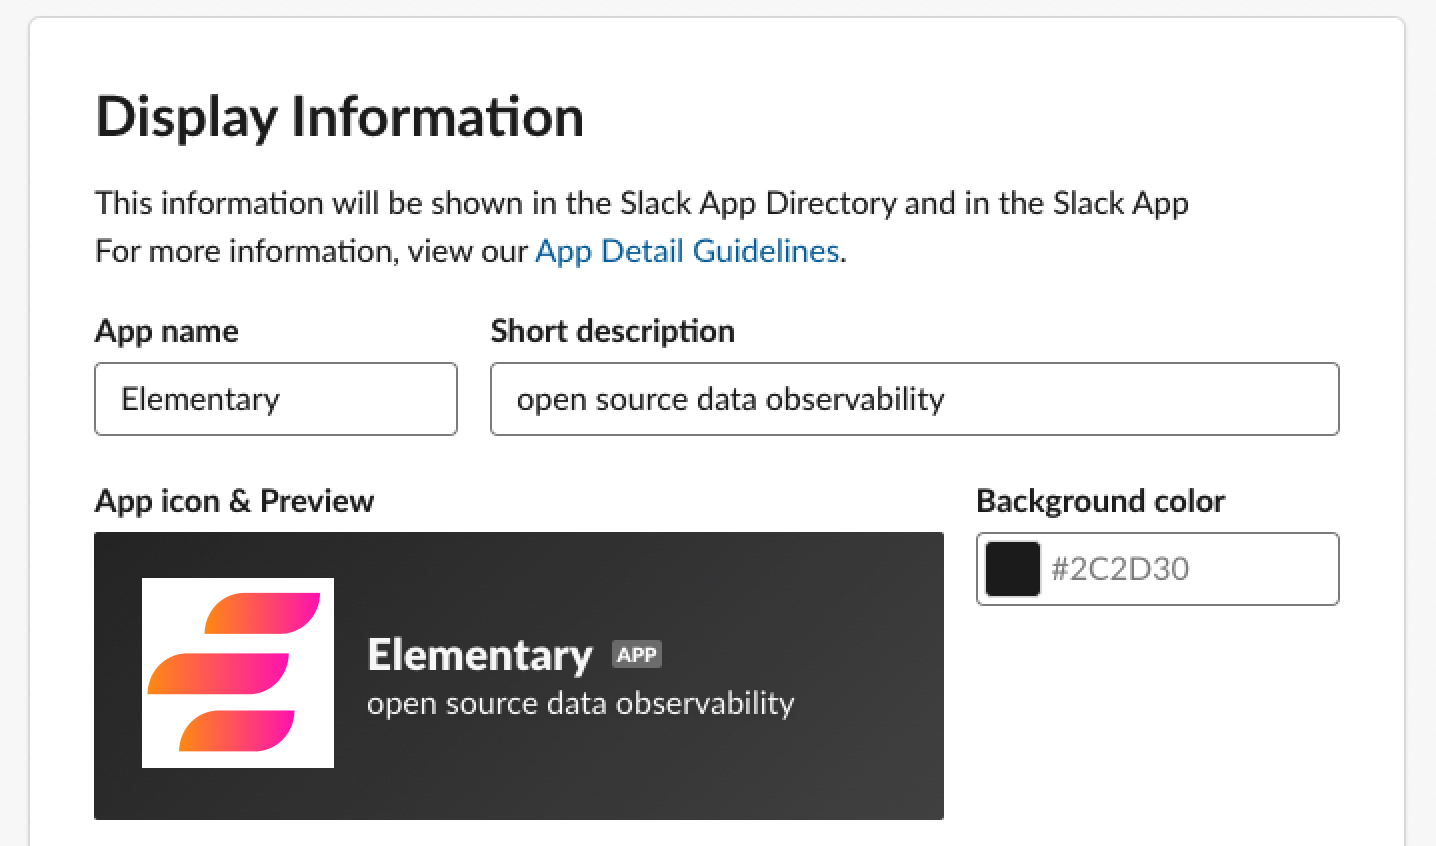 Display Information
This information will be shown in the Slack App Directory and in the Slack App
For more information, view our App Detail Guidelines.
App name
Short description
Elementary
open source data observability
App icon & Preview
Background color
#2C2D30
Elementary APP
open source data observability